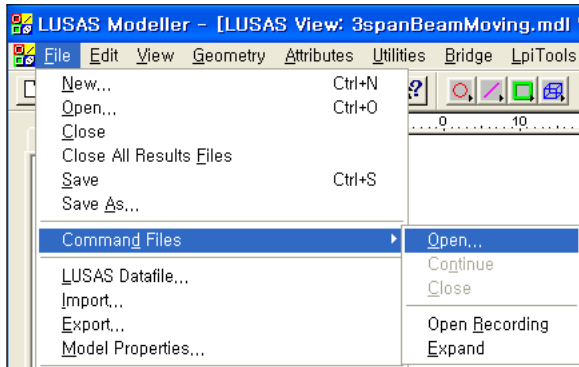 LUSAS Modeller - [LUSAS View: 3spanBeamMoving.mdl
File Edit View Geometry Attributes Utilities Bridge LpiTools
New... Ctrl+N
Open... Ctrl+O
0 10
Close
Close All Results Files
Save Ctrl+S
Save As...
Command Files Open...
Continue
LUSAS Datafile...
Close
Import...
Export... Open Recording
Model Properties... Expand